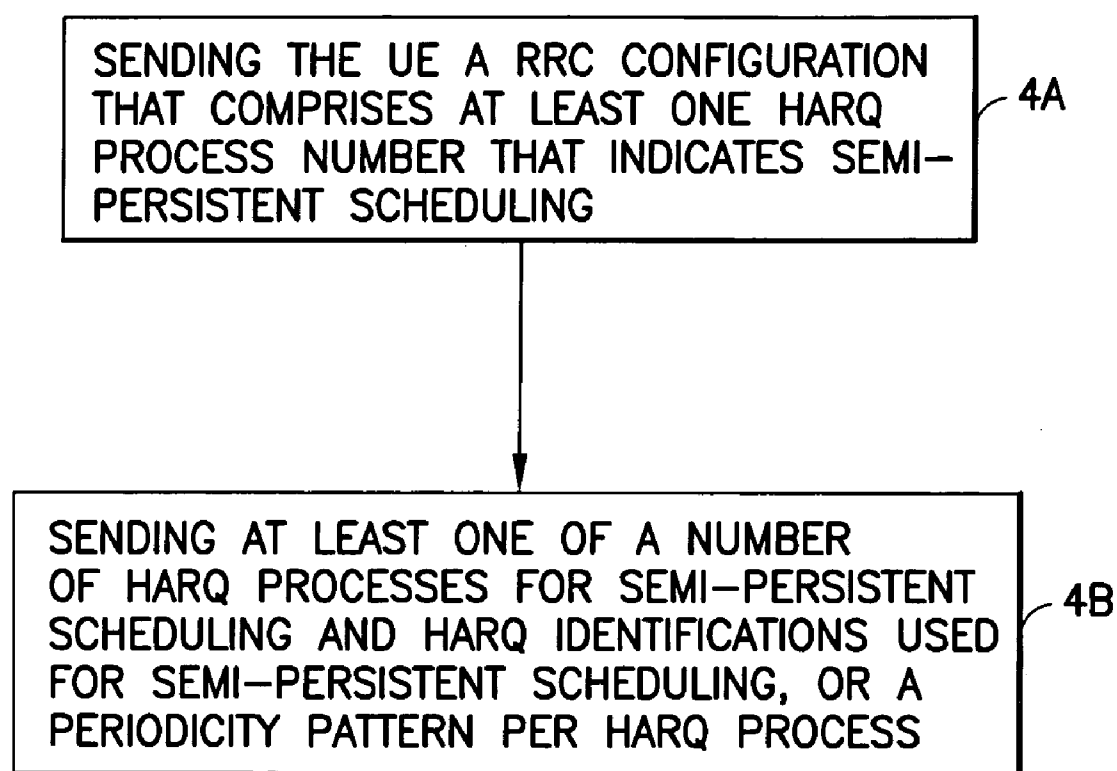 SENDING THE UE A RRC CONFIGURATION
THAT COMPRISES AT LEAST ONE HARQ
PROCESS NUMBER THAT INDICATES SEMI-
PERSISTENT SCHEDULING
4A
SENDING AT LEAST ONE OF A NUMBER
OF HARQ PROCESSES FOR SEMI-PERSISTENT
SCHEDULING AND HARQ IDENTIFICATIONS USED
FOR SEMI-PERSISTENT SCHEDULING, OR A
PERIODICITY PATTERN PER HARQ PROCESS
4B